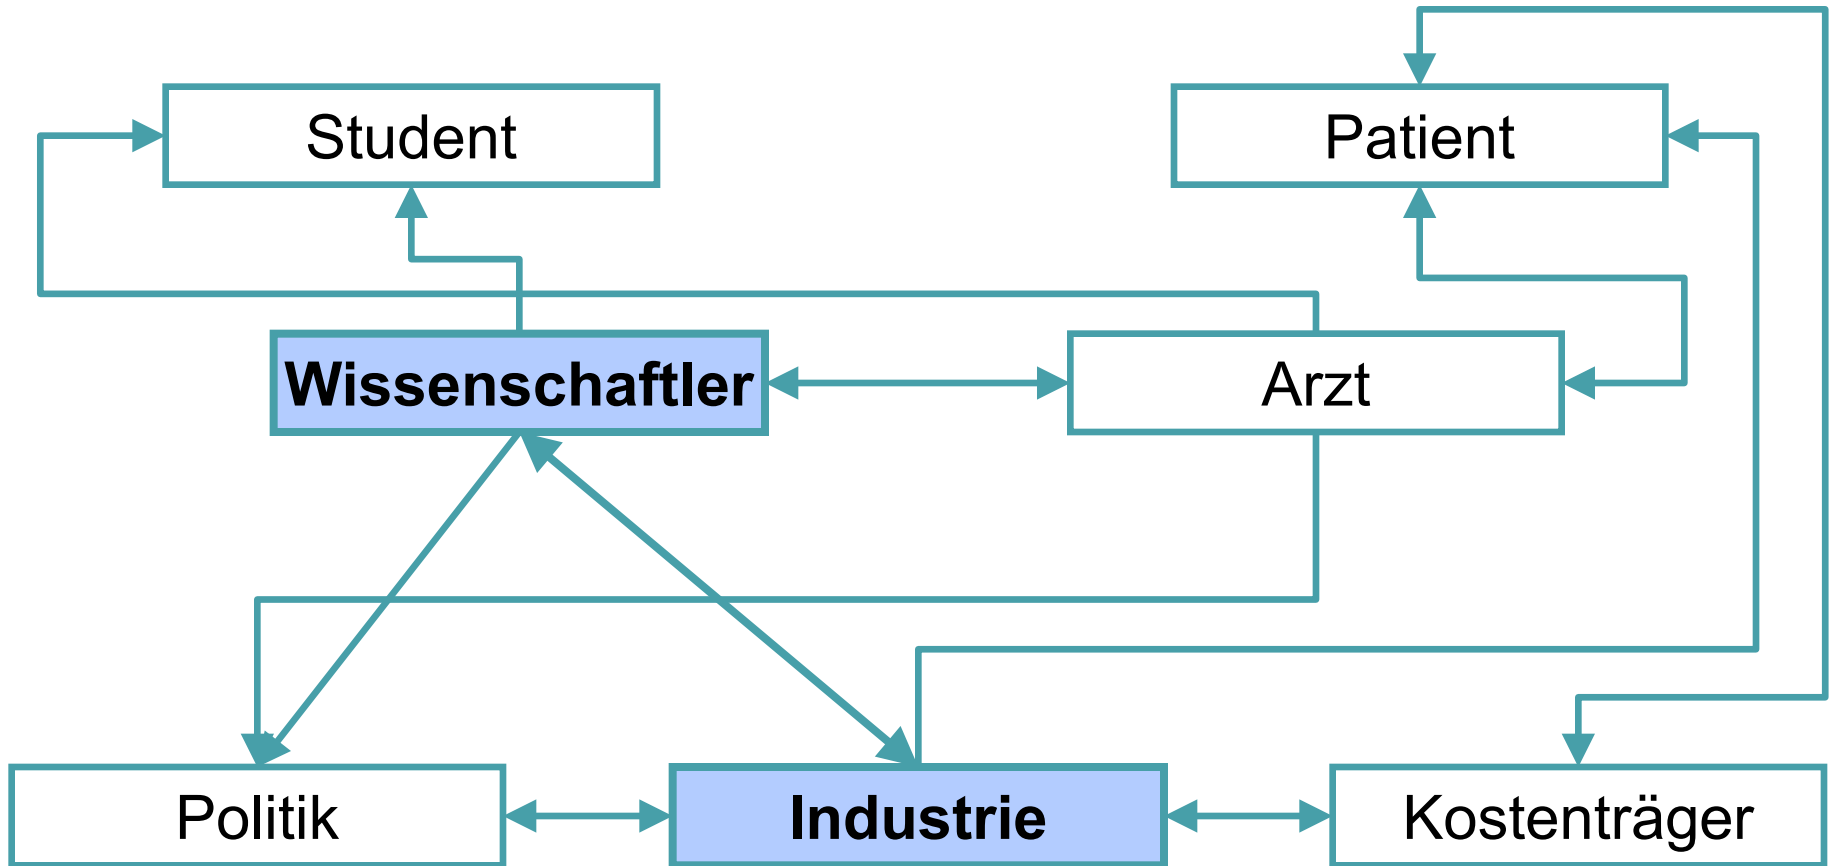 Student
Patient
Wissenschaftler
Arzt
Politik
Industrie
Kostenträger